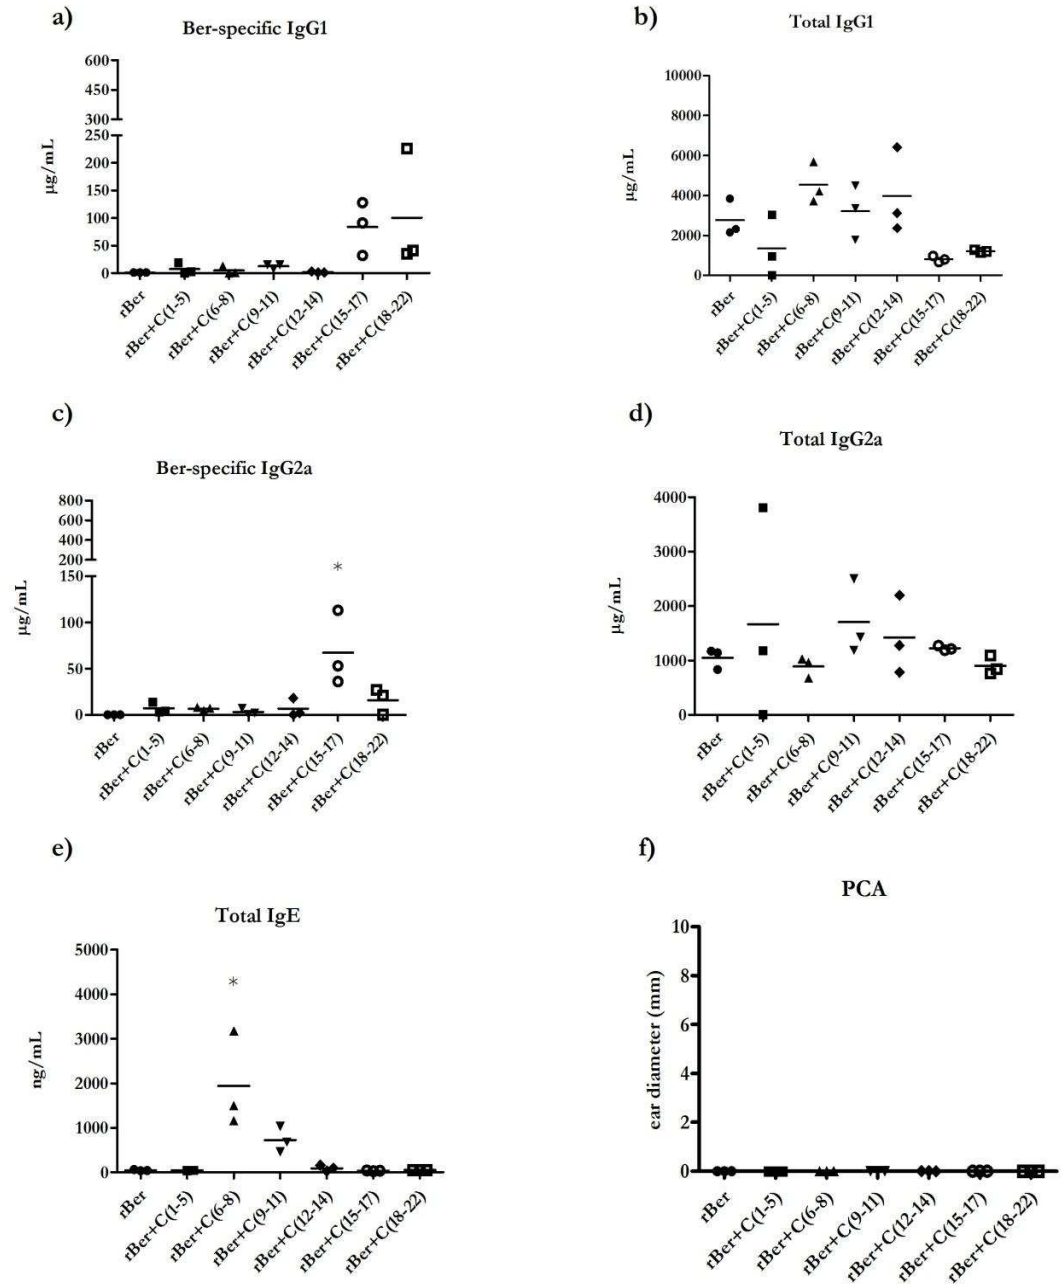 a)
Ber-specific IgG1
600
450
300
250
200
150
100
50
0
µg/mL
rBer
rBer+C(1-5)
rBer+C(6-8)
rBer+C(9-11)
rBer+C(12-14)
rBer+C(15-17)
rBer+C(18-22)
b)
Total IgG1
10000
8000
6000
4000
2000
0
µg/mL
rBer
rBer+C(1-5)
rBer+C(6-8)
rBer+C(9-11)
rBer+C(12-14)
rBer+C(15-17)
rBer+C(18-22)
c)
Ber-specific IgG2a
800
600
400
200
150
100
50
0
µg/mL
*
rBer
rBer+C(1-5)
rBer+C(6-8)
rBer+C(9-11)
rBer+C(12-14)
rBer+C(15-17)
rBer+C(18-22)
d)
Total IgG2a
4000
3000
2000
1000
0
µg/mL
rBer
rBer+C(1-5)
rBer+C(6-8)
rBer+C(9-11)
rBer+C(12-14)
rBer+C(15-17)
rBer+C(18-22)
e)
Total IgE
5000
4000
3000
2000
1000
0
ng/mL
*
rBer
rBer+C(1-5)
rBer+C(6-8)
rBer+C(9-11)
rBer+C(12-14)
rBer+C(15-17)
rBer+C(18-22)
f)
PCA
10
8
6
4
2
0
ear diameter (mm)
rBer
rBer+C(1-5)
rBer+C(6-8)
rBer+C(9-11)
rBer+C(12-14)
rBer+C(15-17)
rBer+C(18-22)